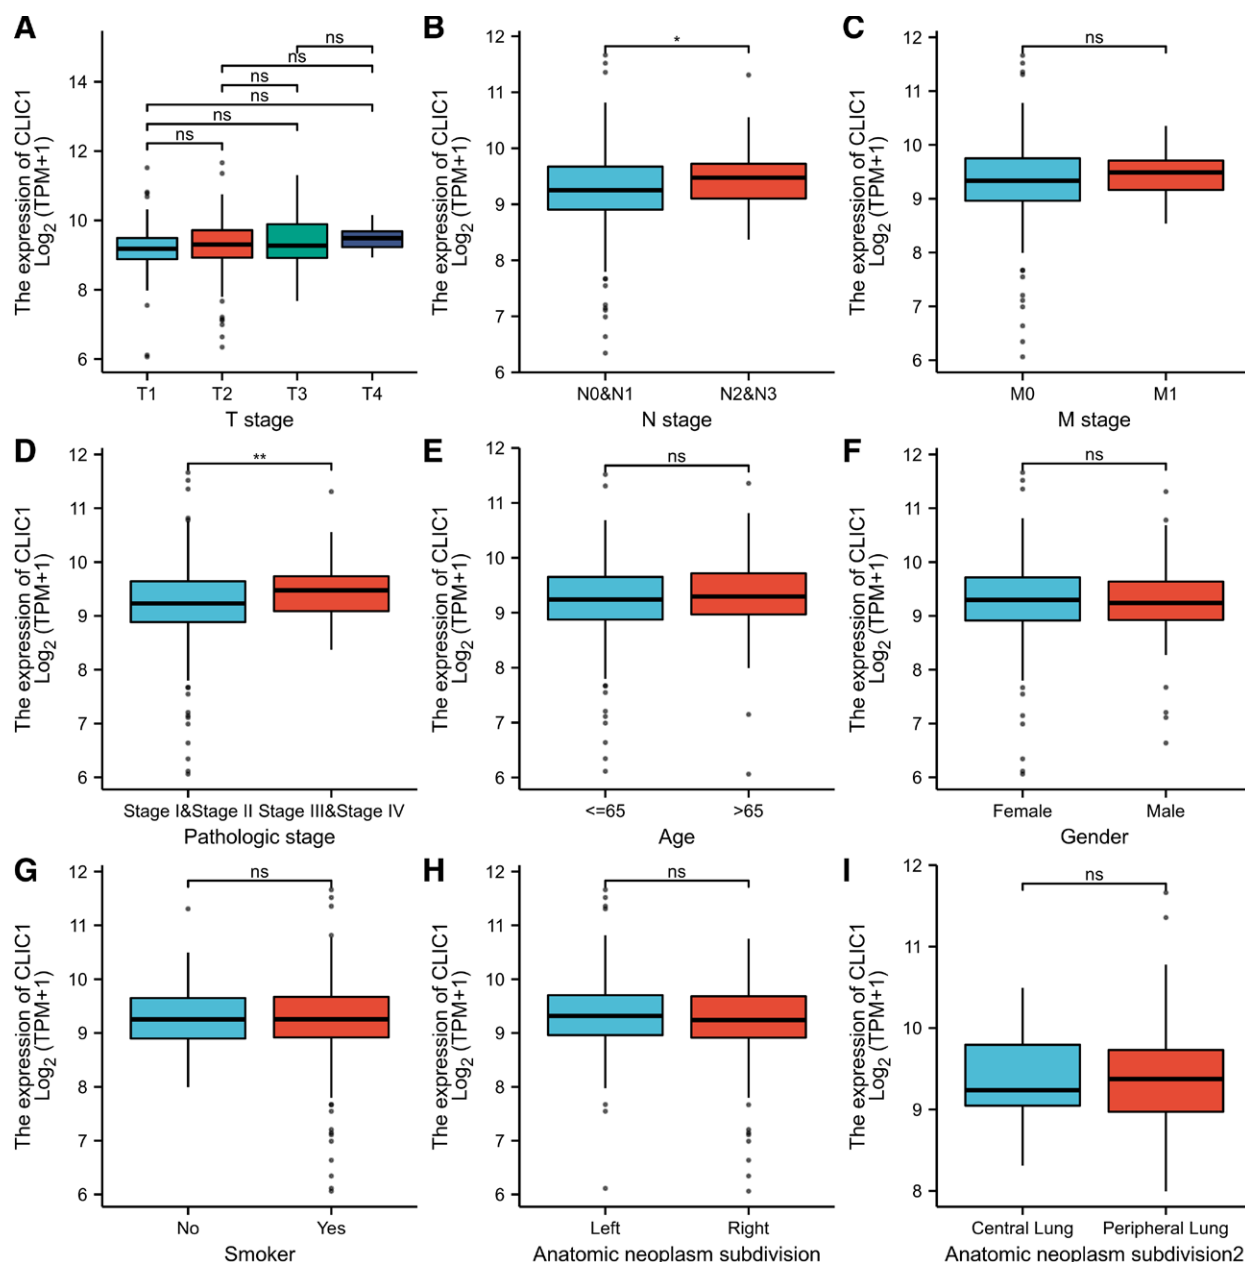 A
The expression of CLIC1
Log2 (TPM+1)
14
12
10
8
6
ns
ns
ns
ns
ns
ns
T1 T2 T3 T4
T stage
B
The expression of CLIC1
Log2 (TPM+1)
12
11
10
9
8
7
6
*
N0&N1 N2&N3
N stage
C
The expression of CLIC1
Log2 (TPM+1)
12
11
10
9
8
7
6
ns
M0 M1
M stage
D
The expression of CLIC1
Log2 (TPM+1)
12
11
10
9
8
7
6
**
Stage I&Stage II Stage III&Stage IV
Pathologic stage
E
The expression of CLIC1
Log2 (TPM+1)
12
11
10
9
8
7
6
ns
<=65 >65
Age
F
The expression of CLIC1
Log2 (TPM+1)
12
11
10
9
8
7
6
ns
Female Male
Gender
G
The expression of CLIC1
Log2 (TPM+1)
12
11
10
9
8
7
6
ns
No Yes
Smoker
H
The expression of CLIC1
Log2 (TPM+1)
12
11
10
9
8
7
6
ns
Left Right
Anatomic neoplasm subdivision
I
The expression of CLIC1
Log2 (TPM+1)
12
11
10
9
8
ns
Central Lung Peripheral Lung
Anatomic neoplasm subdivision2